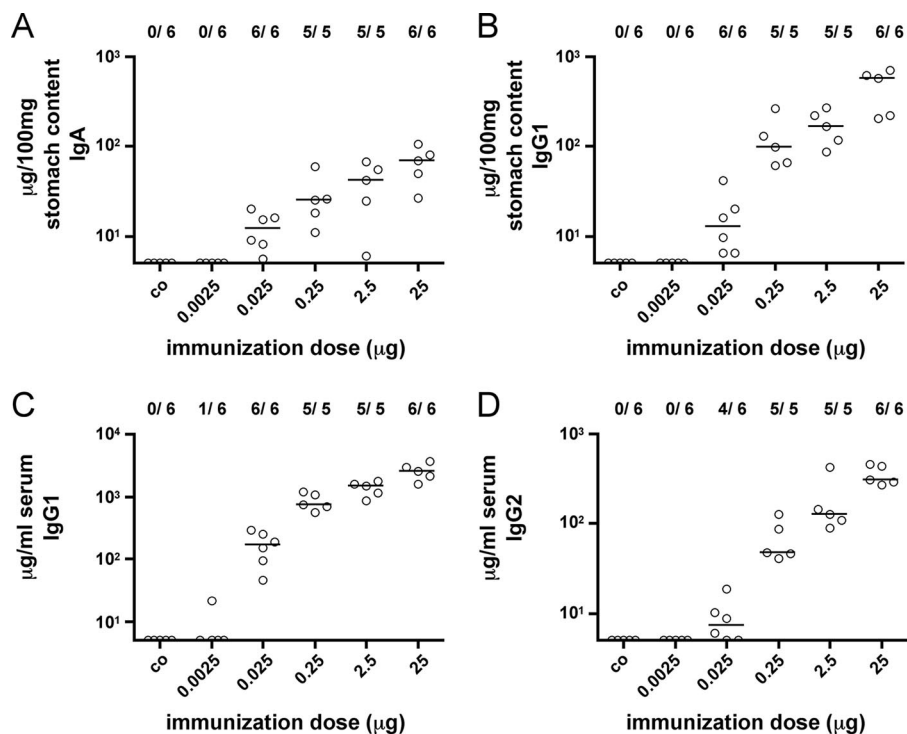 A
0/ 6 0/ 6 6/ 6 5/ 5 5/ 5 6/ 6
µg/100mg
stomach content
IgA
10³
10²
10¹
co 0.0025 0.025 0.25 2.5 25
immunization dose (µg)
B
0/ 6 0/ 6 6/ 6 5/ 5 5/ 5 6/ 6
µg/100mg
stomach content
IgG1
10³
10²
10¹
co 0.0025 0.025 0.25 2.5 25
immunization dose (µg)
C
0/ 6 1/ 6 6/ 6 5/ 5 5/ 5 6/ 6
µg/ml serum
IgG1
10⁴
10³
10²
10¹
co 0.0025 0.025 0.25 2.5 25
immunization dose (µg)
D
0/ 6 0/ 6 4/ 6 5/ 5 5/ 5 6/ 6
µg/ml serum
IgG2
10³
10²
10¹
co 0.0025 0.025 0.25 2.5 25
immunization dose (µg)